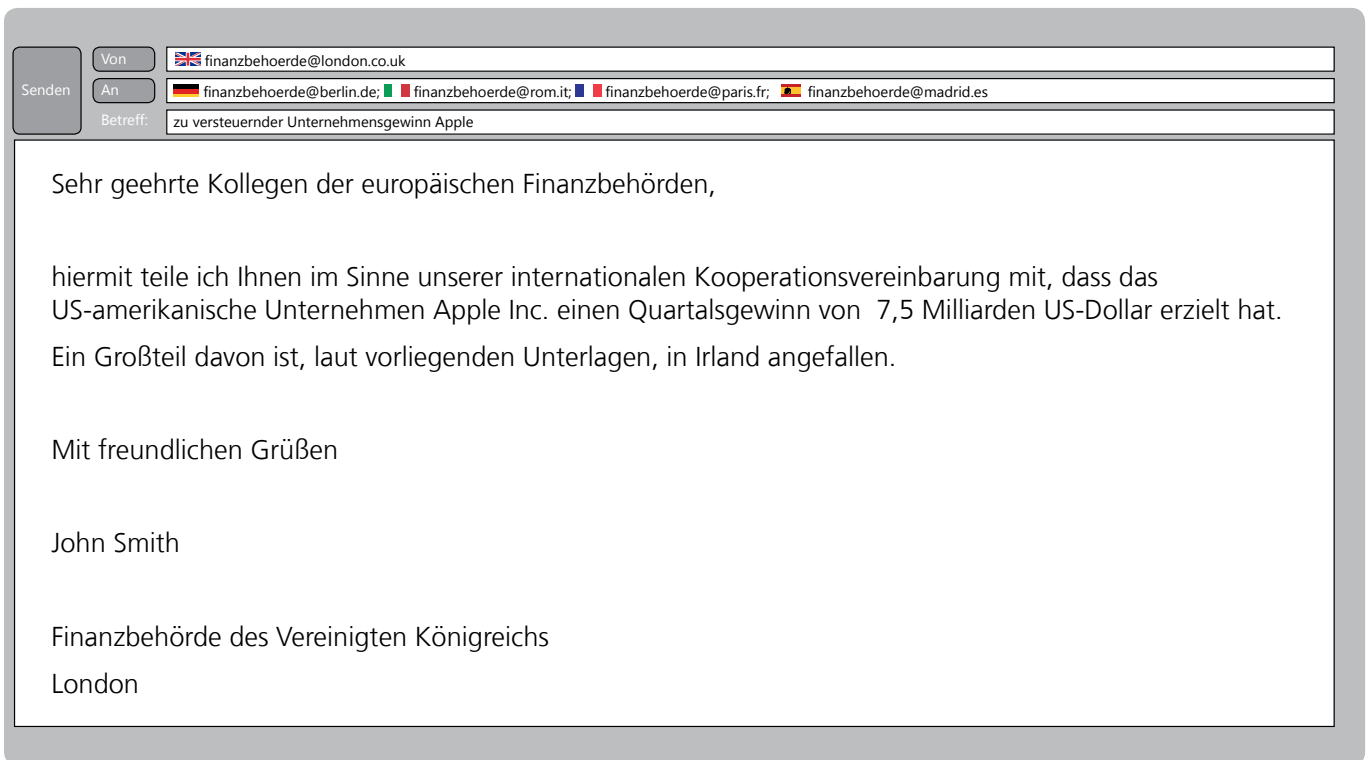 Von finanzbehoerde@london.co.uk
Senden An finanzbehoerde@berlin.de; finanzbehoerde@rom.it; finanzbehoerde@paris.fr; finanzbehoerde@madrid.es
Betreff: zu versteuernder Unternehmensgewinn Apple
Sehr geehrte Kollegen der europäischen Finanzbehörden,
hiermit teile ich Ihnen im Sinne unserer internationalen Kooperationsvereinbarung mit, dass das
US-amerikanische Unternehmen Apple Inc. einen Quartalsgewinn von 7,5 Milliarden US-Dollar erzielt hat.
Ein Großteil davon ist, laut vorliegenden Unterlagen, in Irland angefallen.
Mit freundlichen Grüßen
John Smith
Finanzbehörde des Vereinigten Königreichs
London